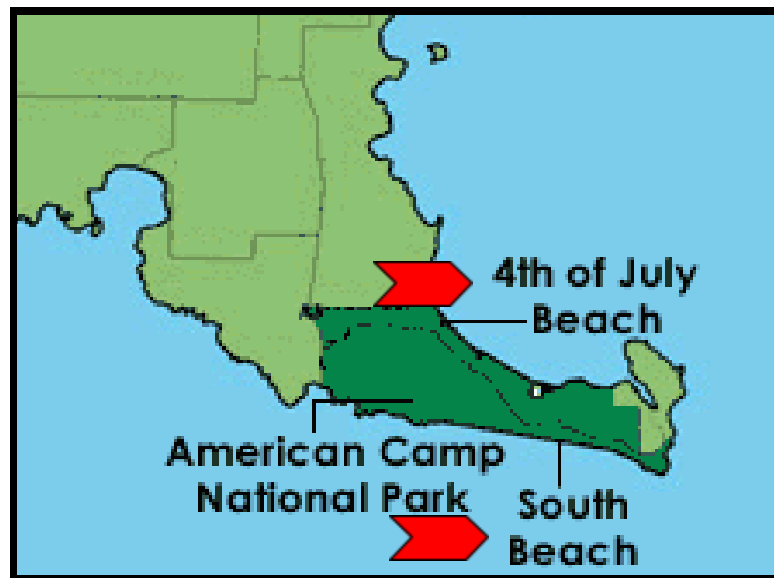 4th of July
Beach
American Camp
National Park
South
Beach